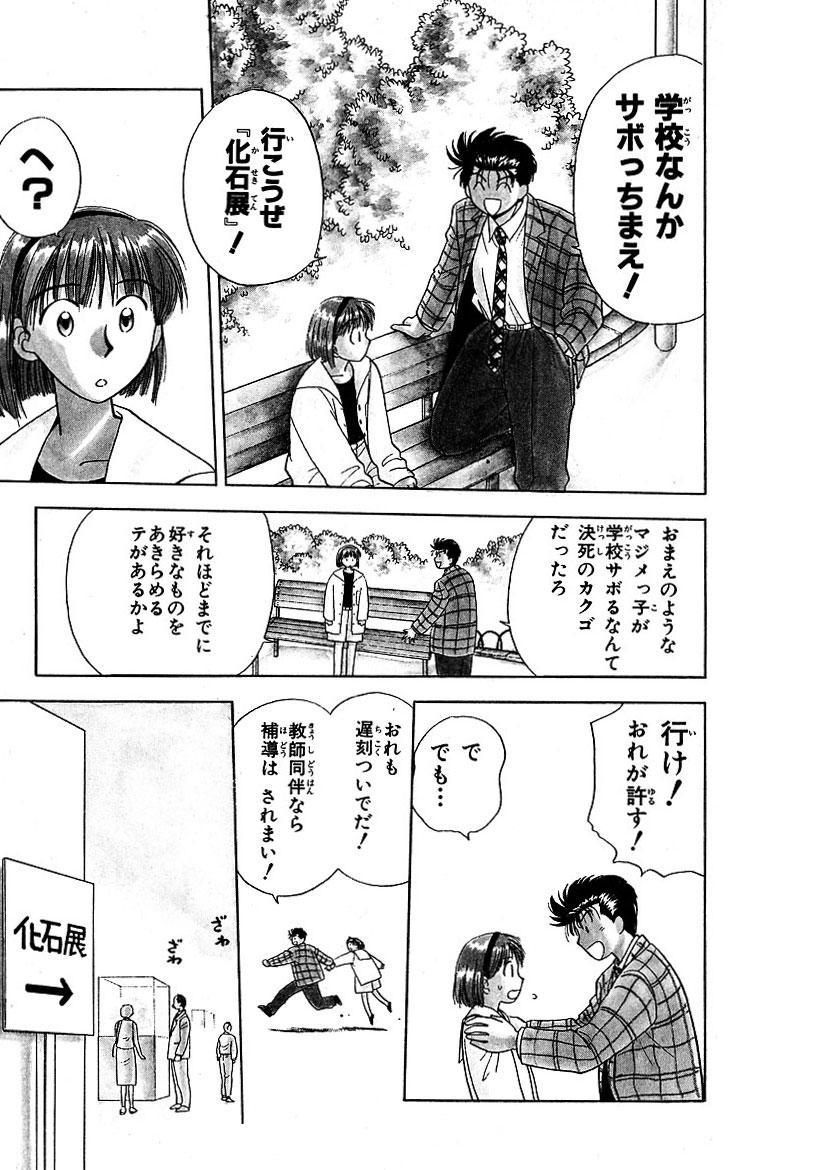 学校なんか
サボっちまえ！
行こうぜ
『化石展』！
へ？
おまえのような
マジメっ子が
学校サボるなんて
決死のカクゴ
だったろ
それほどまでに
好きなものを
あきらめる
テがあるかよ
行け！
おれが許す！
で
でも…
おれも
遅刻ついでだ！
教師同伴なら
補導は されまい！
ざわ
ざわ
化石展
→